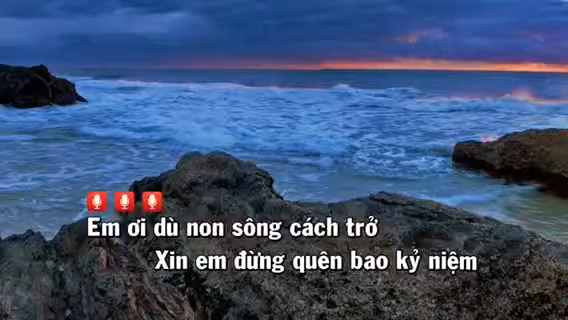 Em ơi dù non sông cách trở
Xin em đừng quên bao kỷ niệm